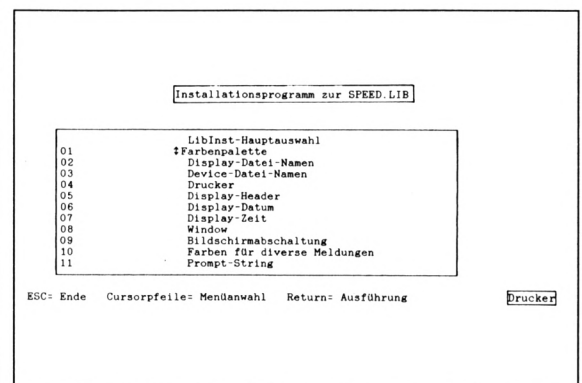 Installationsprogramm zur SPEED.LIB
LibInst-Hauptauswahl
01 ↕Farbenpalette
02 Display-Datei-Namen
03 Device-Datei-Namen
04 Drucker
05 Display-Header
06 Display-Datum
07 Display-Zeit
08 Window
09 Bildschirmabschaltung
10 Farben für diverse Meldungen
11 Prompt-String
ESC= Ende Cursorpfeile= Menüanwahl Return= Ausführung Drucker